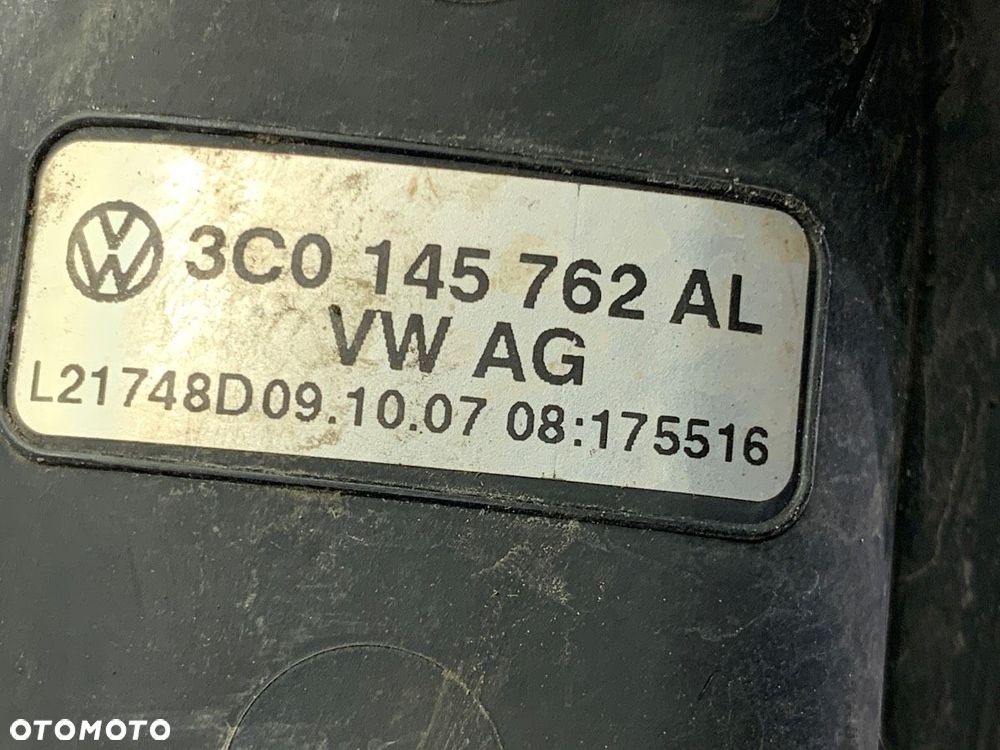 3C0 145 762 AL
VW AG
L21748D09.10.07 08:175516
OTOMOTO